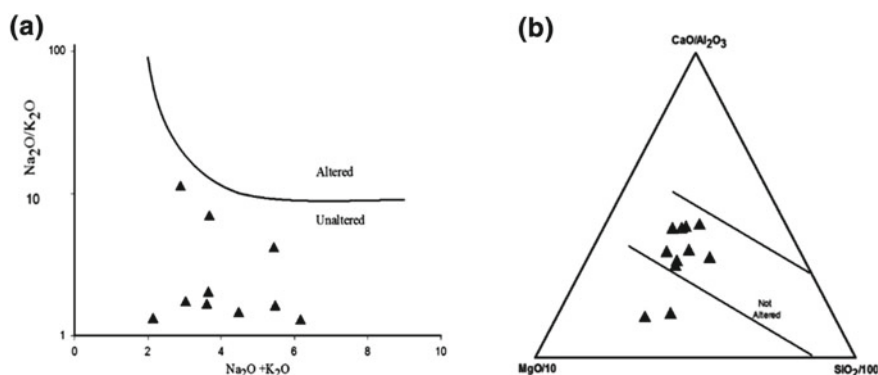 (a)
100
Na₂O/K₂O
10
1
Altered
Unaltered
0 2 4 6 8 10
Na₂O +K₂O
(b)
CaO/Al₂O₃
Not
Altered
MgO/10
SiO₂/100